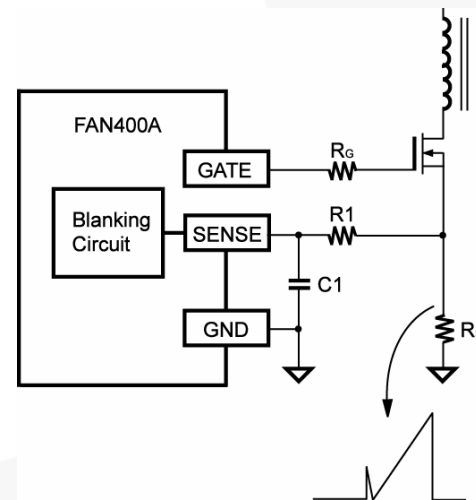 FAN400A
GATE
RG
Blanking
Circuit
SENSE
R1
C1
GND
R